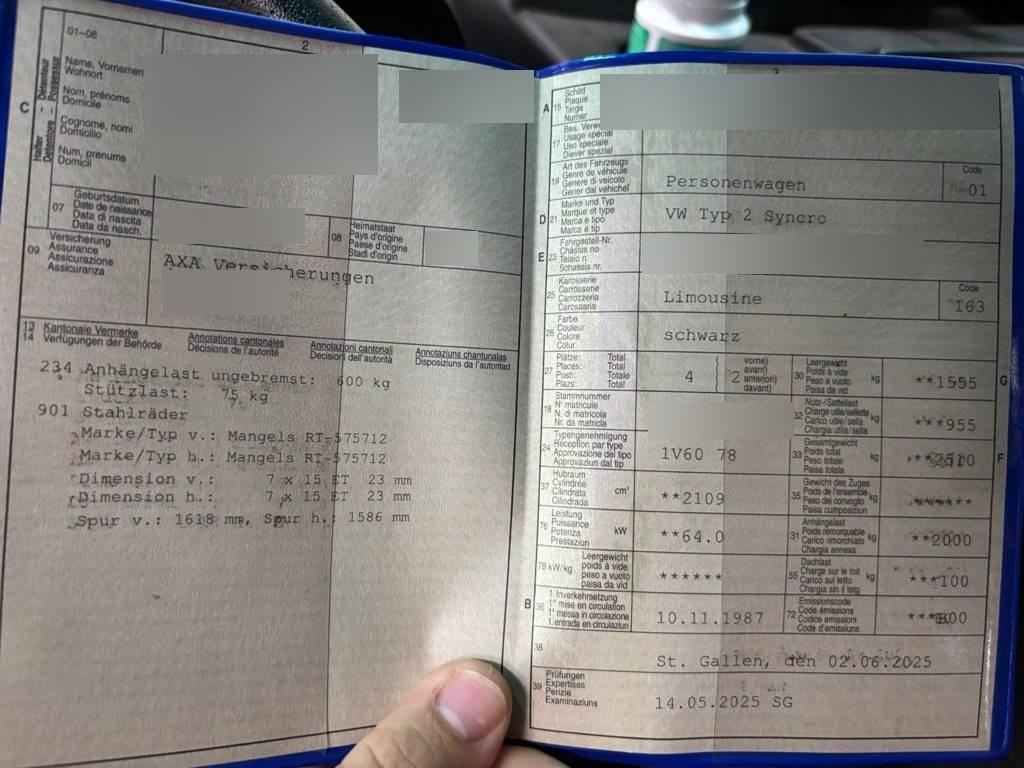 01-06
2
C
Halter
Détenteur
Detentore
Possessur
Name, Vornamen
Wohnort
Nom, prénoms
Domicile
Cognome, nomi
Domicilio
Num, prenums
Domicil
07
Geburtsdatum
Date de naissance
Data di nascita
Data da nasch.
08
Heimatstaat
Pays d'origine
Paese d'origine
Stadi d'origin
09
Versicherung
Assurance
Assicurazione
Assicuranza
AXA Versicherungen
13 Kantonale Vermerke
14 Verfügungen der Behörde
Annotations cantonales
Décisions de l'autorité
Annotazioni cantonali
Decisioni dell'autorità
Annotaziuns chantunalas
Disposiziuns da l'autoritad
234 Anhängelast ungebremst: 600 kg
Stützlast: 75 kg
901 Stahlräder
Marke/Typ v.: Mangels RT-575712
Marke/Typ h.: Mangels RT-575712
Dimension v.: 7 x 15 ET 23 mm
Dimension h.: 7 x 15 ET 23 mm
Spur v.: 1618 mm, Spur h.: 1586 mm
A 15
Schild
Plaque
Targa
Numer
17
Usage spécial
Uso speciale
Diever spezial
19
Art des Fahrzeugs
Genre de véhicule
Genere di veicolo
Gener dal vehichel
Personenwagen
Code
01
D 21
Marke und Typ
Marque et type
Marca e tipo
Marca e tip
VW Typ 2 Syncro
E 23
Fahrgestell-Nr.
Châssis no
Telaio n.
Schassis nr.
25
Karosserie
Carrosserie
Carrozzeria
Carossaria
Limousine
Code
163
26
Farbe
Couleur
Colore
Colur
schwarz
27
Plätze: Total
Places: Total
Posti: Totale
Plazs: Total
4
2
vorne)
avant)
anteriori)
davant)
30
Leergewicht
Poids à vide
Peso a vuoto
Paisa da vid
kg
**1555
G
18
Stammnummer
N° matricule
N. di matricola
Nr. da matricla
32
Nutz-/Sattellast
Charge utile/sellette
Carico utile/sella
Chargia utila/sella
kg
***955
24
Typengenehmigung
Réception par type
Approvazione del tipo
Approvaziun dal tip
1V60 78
33
Gesamtgewicht
Poids total
Peso totale
Paisa totala
kg
**2510
F
37
Hubraum
Cylindrée
Cilindrata
Cilindrada
cm³
**2109
35
Gewicht des Zuges
Poids de l'ensemble
Peso del convoglio
Paisa cumposiziun
kg
******
76
Leistung
Puissance
Potenza
Prestaziun
kW
**64.0
31
Anhängelast
Poids remorquable
Carico rimorchiato
Chargia annexa
kg
**2000
78 kW/kg
Leergewicht
poids à vide
peso a vuoto
paisa da vid
******
55
Dachlast
Charge sur le toit
Carico sul tetto
Chargia sin il tetg
kg
***100
B 36
1. Inverkehrsetzung
1re mise en circulation
1a messa in circolazione
1. entrada en circulaziun
10.11.1987
72
Emissionscode
Code émissions
Codice emissioni
Code d'emissiuns
38
St. Gallen, den 02.06.2025
39
Prüfungen
Expertises
Perizie
Examinaziuns
14.05.2025 SG